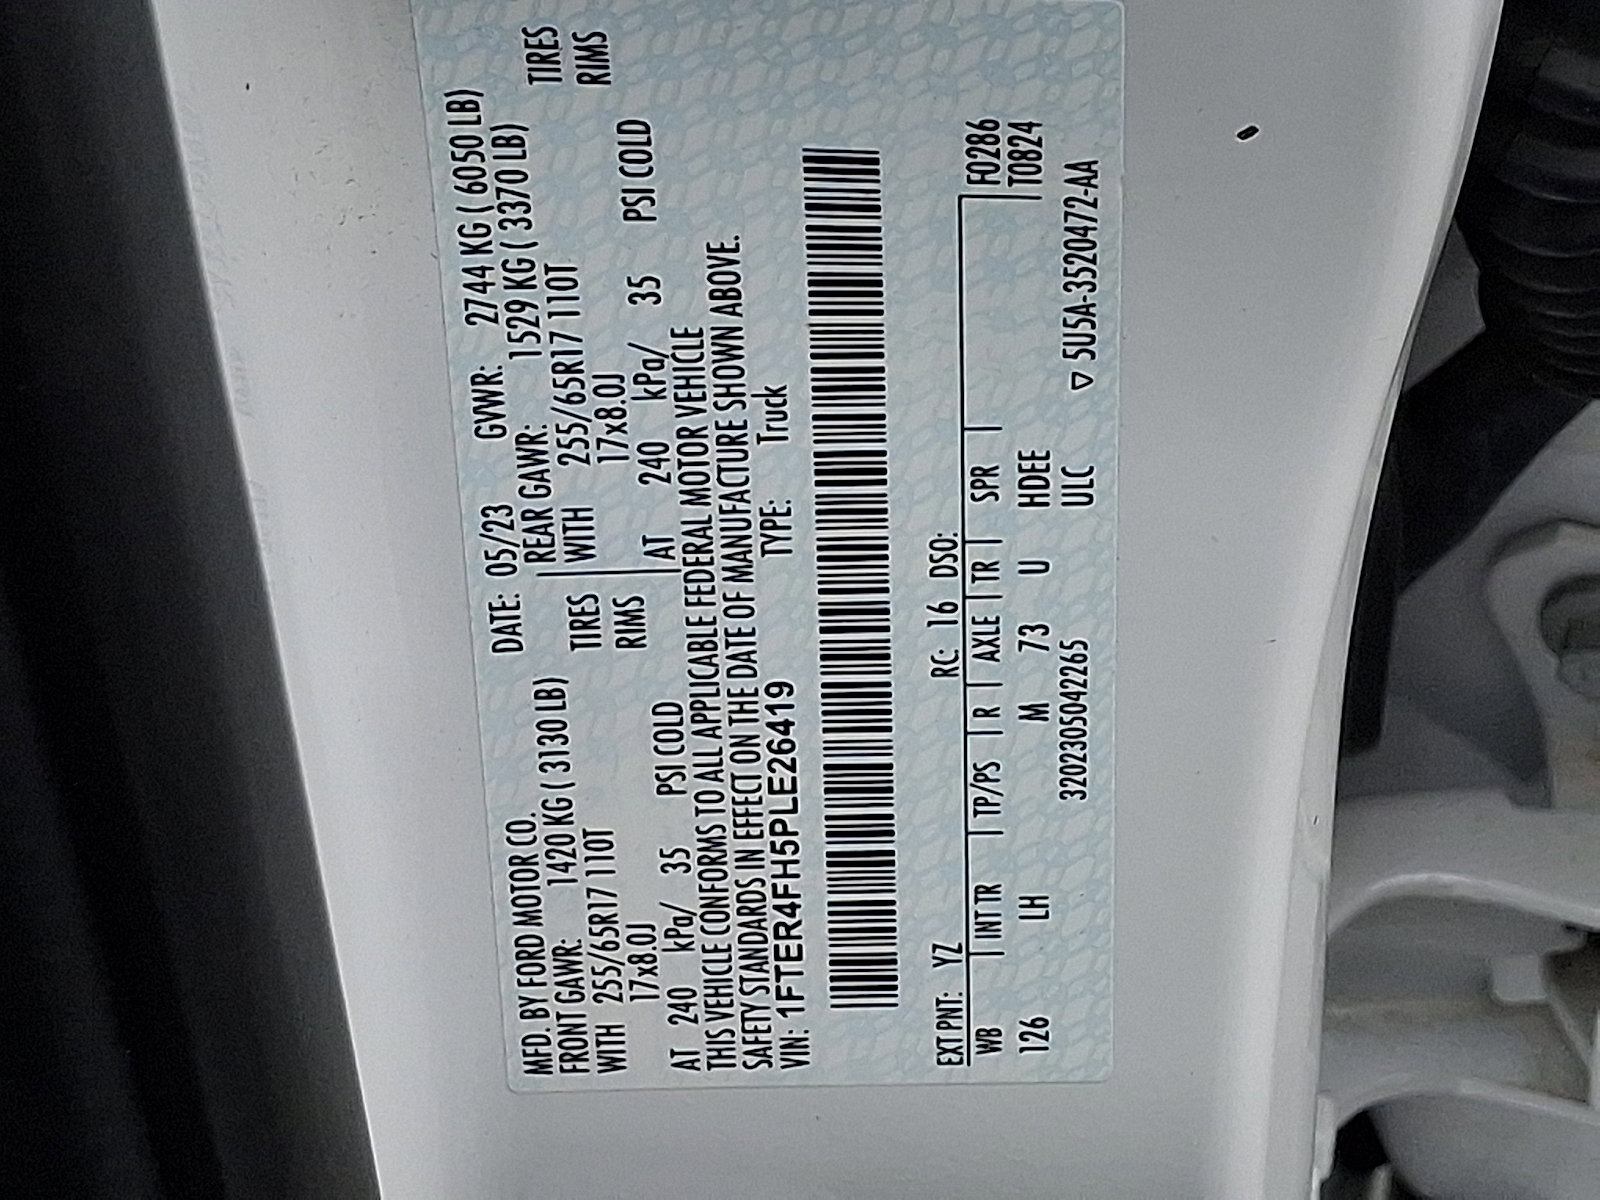 MFD. BY FORD MOTOR CO. DATE: 05/23 GVWR: 2744 KG ( 6050 LB)
FRONT GAWR: 1420 KG ( 3130 LB) REAR GAWR: 1529 KG ( 3370 LB)
WITH 255/65R17 110T TIRES WITH 255/65R17 110T TIRES
17x8.0J RIMS 17x8.0J RIMS
AT 240 kPa/ 35 PSI COLD AT 240 kPa/ 35 PSI COLD
THIS VEHICLE CONFORMS TO ALL APPLICABLE FEDERAL MOTOR VEHICLE
SAFETY STANDARDS IN EFFECT ON THE DATE OF MANUFACTURE SHOWN ABOVE.
VIN: 1FTER4FH5PLE26419 TYPE: Truck
EXT PNT: YZ RC: 16 DSO:
WB | INT TR | TP/PS | R | AXLE | TR | SPR | F0286
126 LH M 73 U HDEE T0824
320230504226​5 ULC ▽ 5U5A-3520472-AA